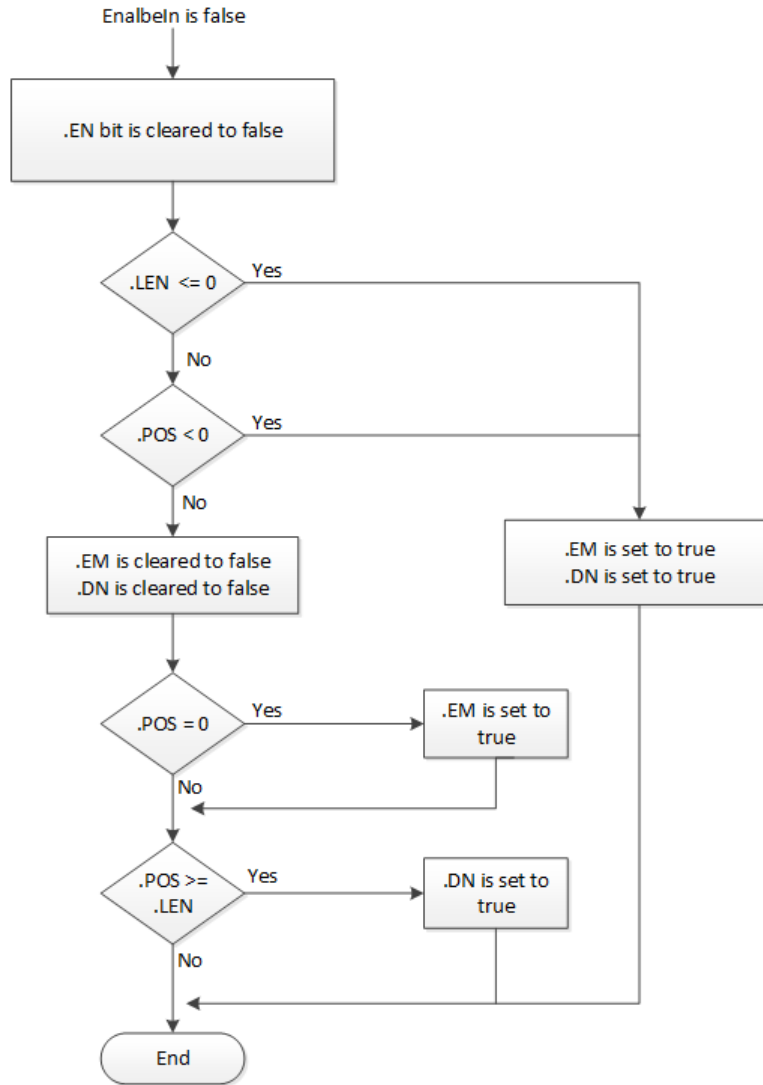 EnalbeIn is false
.EN bit is cleared to false
.LEN <= 0
Yes
No
.POS < 0
Yes
No
.EM is cleared to false
.DN is cleared to false
.EM is set to true
.DN is set to true
.POS = 0
Yes
.EM is set to
true
No
.POS >=
.LEN
Yes
.DN is set to
true
No
End